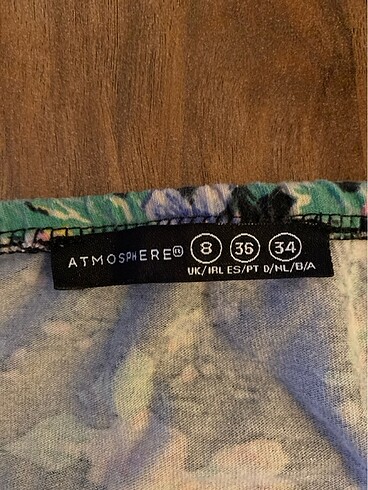 ATMOSPHERE® 8 36 34
UK/IRL ES/PT D/NL/B/A